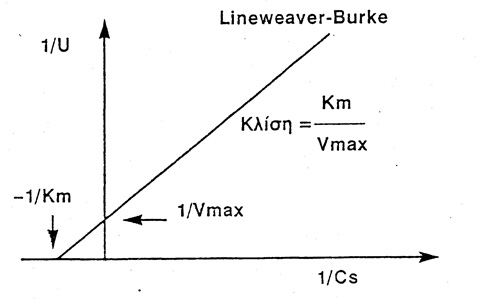 Lineweaver-Burke
1/U
Κλίση = Km
Vmax
-1/Km
1/Vmax
1/Cs